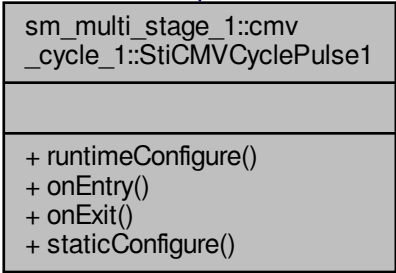 sm_multi_stage_1::cmv
_cycle_1::StiCMVCyclePulse1
+ runtimeConfigure()
+ onEntry()
+ onExit()
+ staticConfigure()